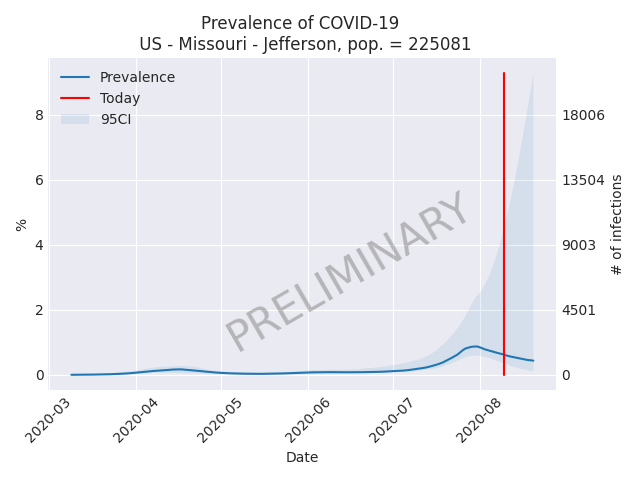 Prevalence of COVID-19
US - Missouri - Jefferson, pop. = 225081
Prevalence
Today
95CI
8
6
4
2
0
%
18006
13504
9003
4501
0
# of infections
PRELIMINARY
2020-03
2020-04
2020-05
2020-06
2020-07
2020-08
Date